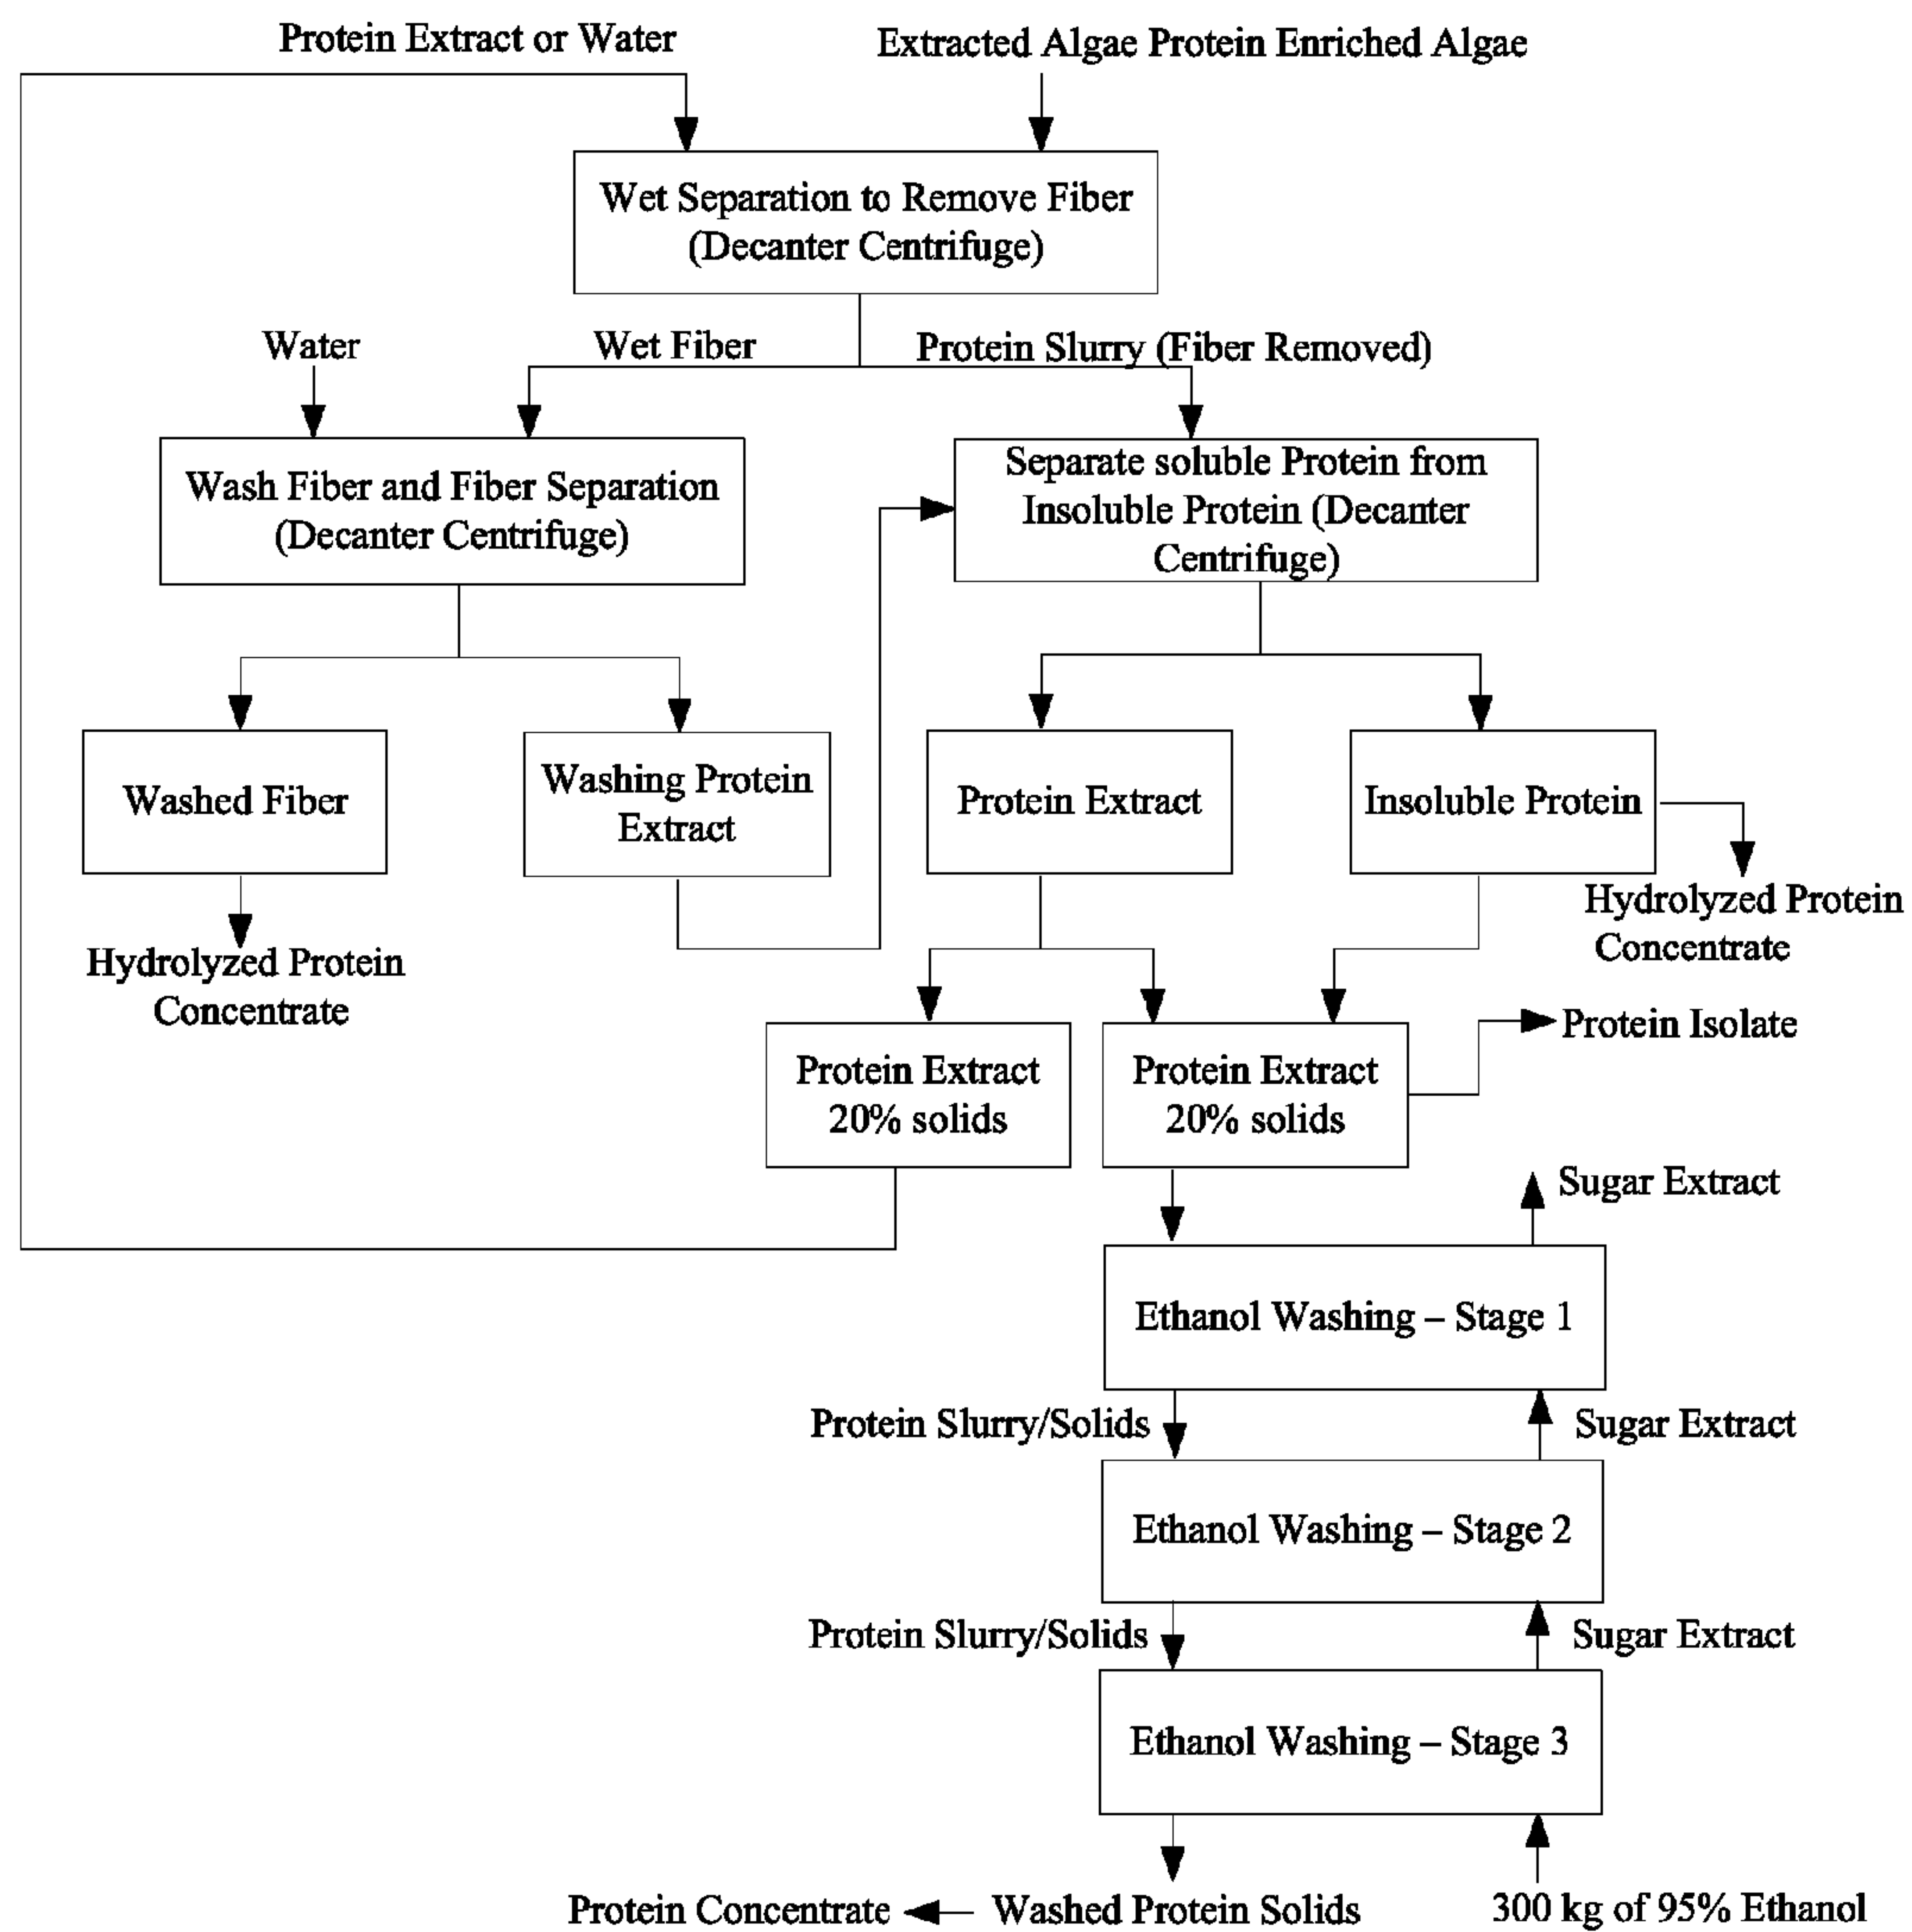 Protein Extract or Water
Extracted Algae Protein Enriched Algae
Wet Separation to Remove Fiber
(Decanter Centrifuge)
Water
Wet Fiber
Protein Slurry (Fiber Removed)
Wash Fiber and Fiber Separation
(Decanter Centrifuge)
Separate soluble Protein from
Insoluble Protein (Decanter
Centrifuge)
Washed Fiber
Washing Protein
Extract
Protein Extract
Insoluble Protein
Hydrolyzed Protein
Concentrate
Hydrolyzed Protein
Concentrate
Protein Extract
20% solids
Protein Extract
20% solids
Protein Isolate
Sugar Extract
Ethanol Washing – Stage 1
Protein Slurry/Solids
Sugar Extract
Ethanol Washing – Stage 2
Protein Slurry/Solids
Sugar Extract
Ethanol Washing – Stage 3
Protein Concentrate
Washed Protein Solids
300 kg of 95% Ethanol